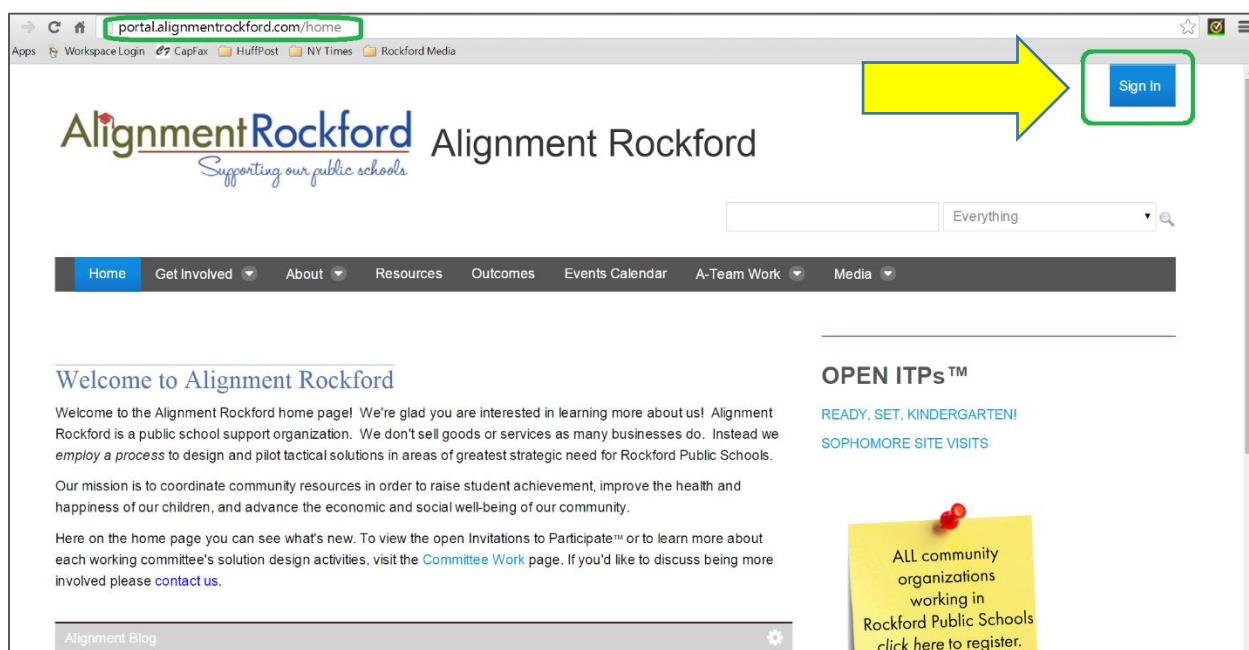 portal.alignmentrockford.com/home
Apps Workspace Login CapFax HuffPost NY Times Rockford Media
Sign In
AlignmentRockford
Supporting our public schools
Alignment Rockford
Everything
Home Get Involved About Resources Outcomes Events Calendar A-Team Work Media
Welcome to Alignment Rockford
Welcome to the Alignment Rockford home page! We're glad you are interested in learning more about us! Alignment
Rockford is a public school support organization. We don't sell goods or services as many businesses do. Instead we
employ a process to design and pilot tactical solutions in areas of greatest strategic need for Rockford Public Schools.
Our mission is to coordinate community resources in order to raise student achievement, improve the health and
happiness of our children, and advance the economic and social well-being of our community.
Here on the home page you can see what's new. To view the open Invitations to Participate™ or to learn more about
each working committee's solution design activities, visit the Committee Work page. If you'd like to discuss being more
involved please contact us.
Alignment Blog
OPEN ITPs™
READY, SET, KINDERGARTEN!
SOPHOMORE SITE VISITS
ALL community
organizations
working in
Rockford Public Schools
click here to register.